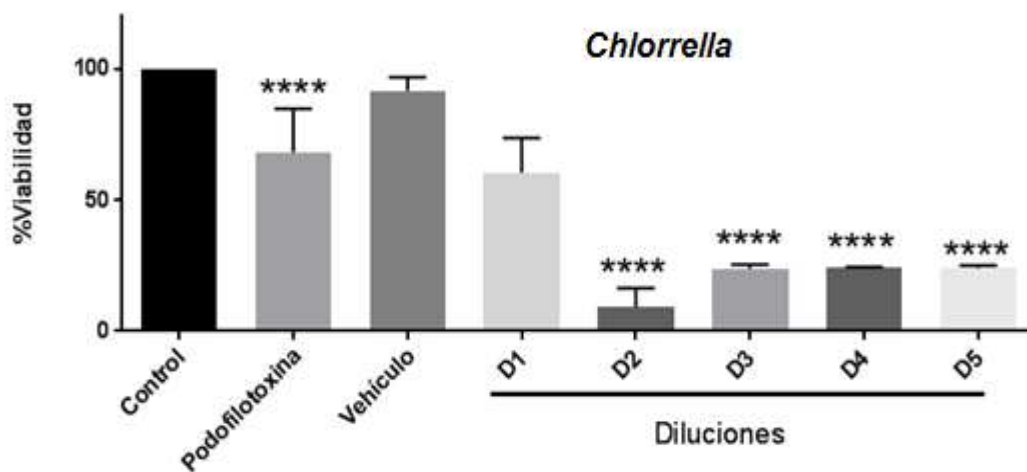 Chlorrella
%Viabilidad
100
50
0
****
****
****
****
****
Control
Podofilotoxina
Vehículo
D1
D2
D3
D4
D5
Diluciones